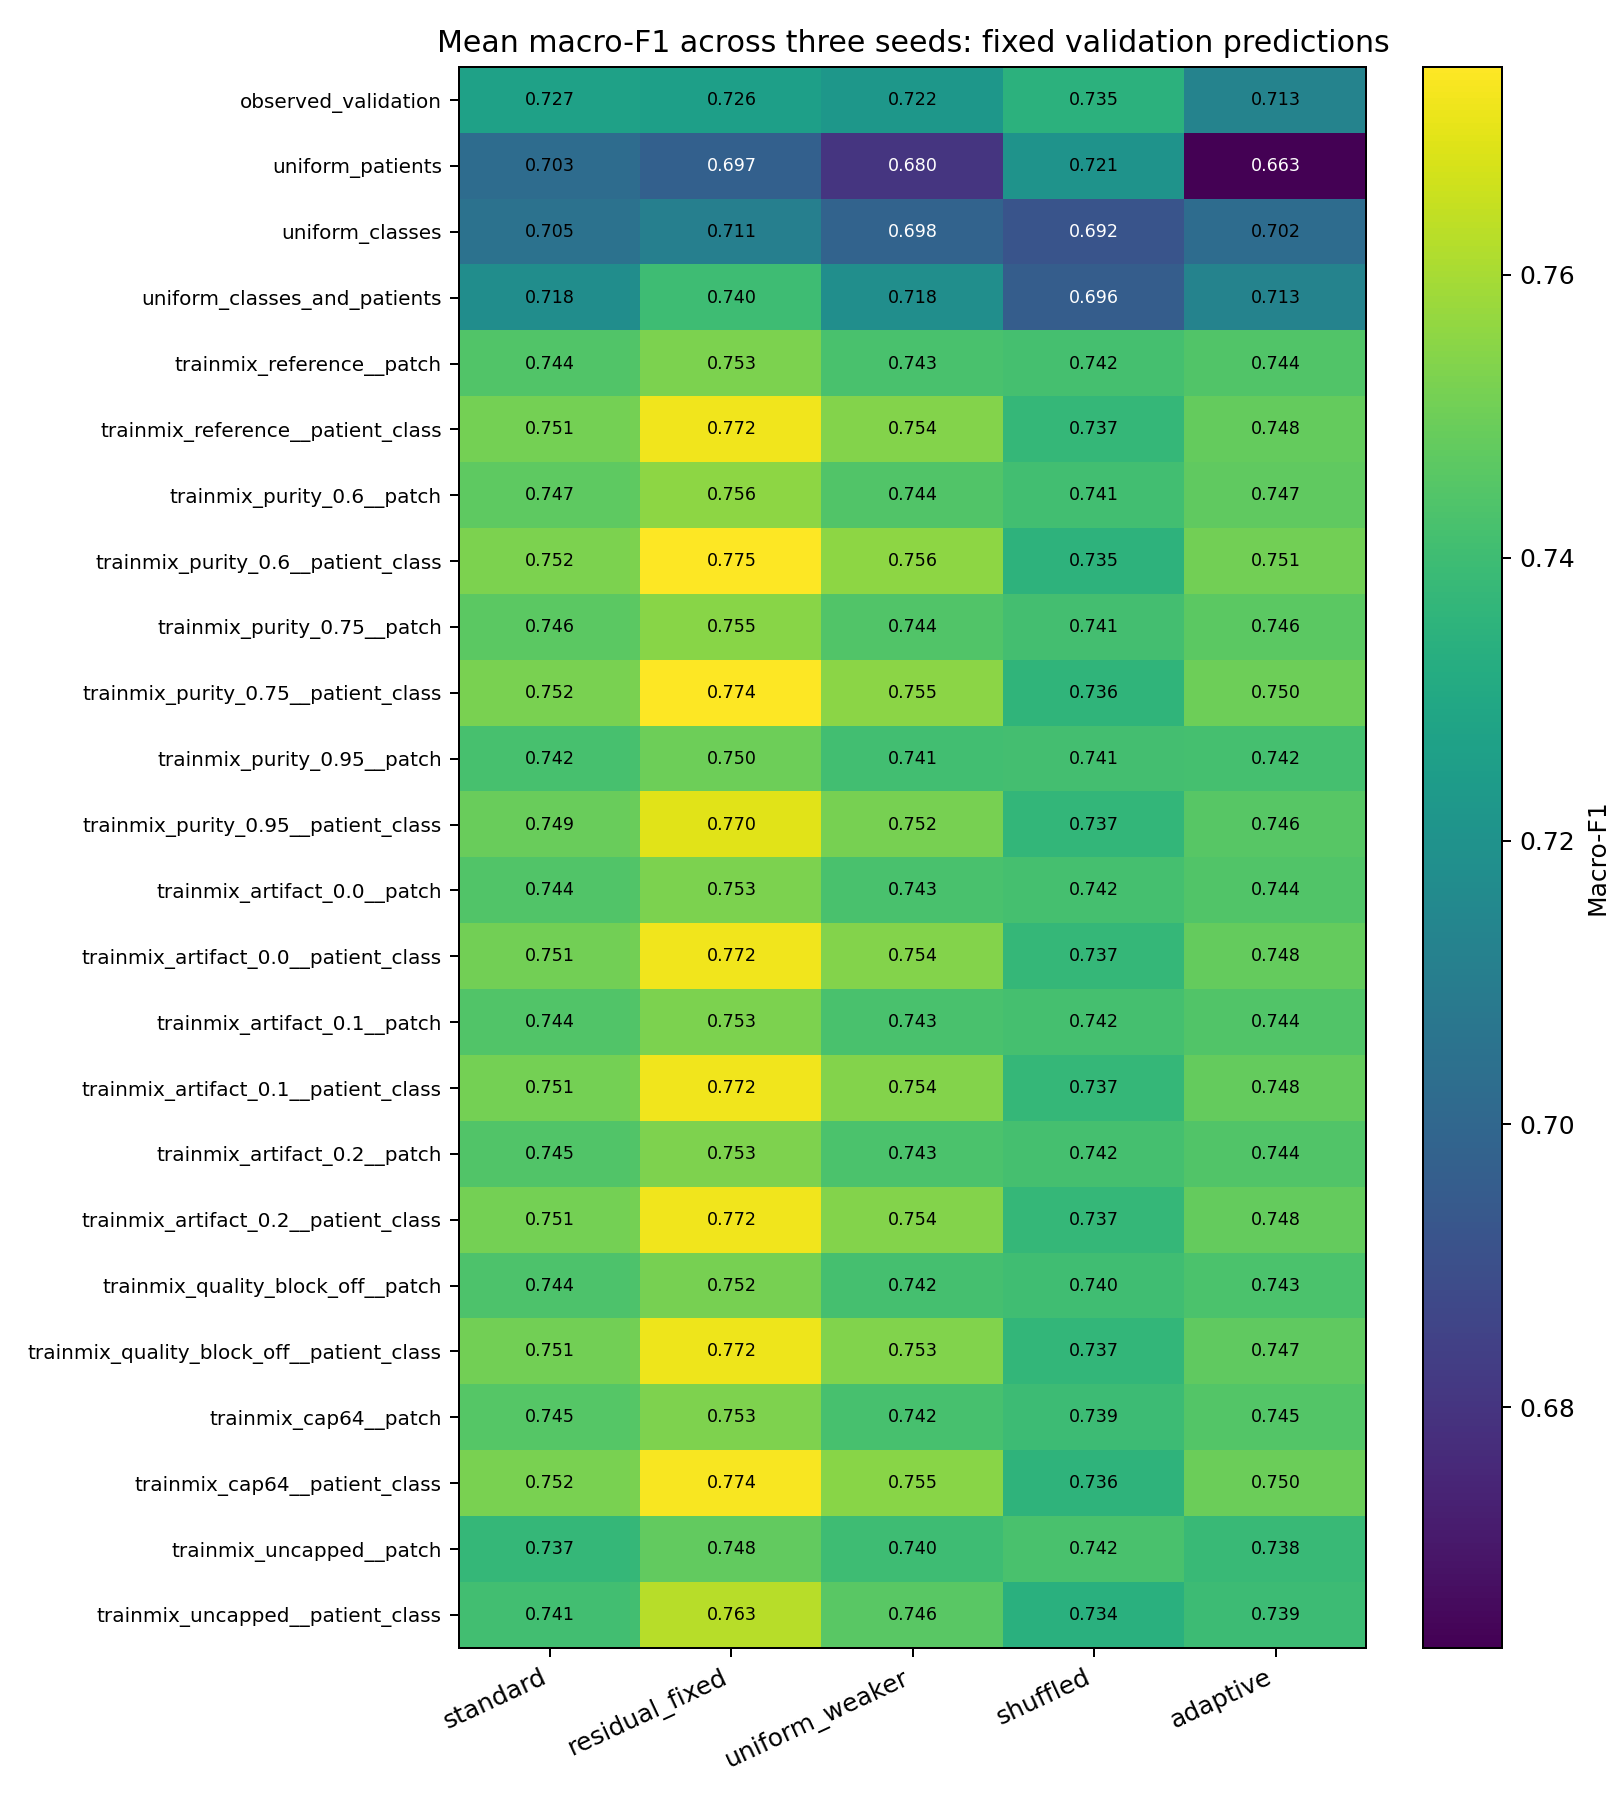 Mean macro-F1 across three seeds: fixed validation predictions
observed_validation 0.727 0.726 0.722 0.735 0.713
uniform_patients 0.703 0.697 0.680 0.721 0.663
uniform_classes 0.705 0.711 0.698 0.692 0.702
uniform_classes_and_patients 0.718 0.740 0.718 0.696 0.713
trainmix_reference__patch 0.744 0.753 0.743 0.742 0.744
trainmix_reference__patient_class 0.751 0.772 0.754 0.737 0.748
trainmix_purity_0.6__patch 0.747 0.756 0.744 0.741 0.747
trainmix_purity_0.6__patient_class 0.752 0.775 0.756 0.735 0.751
trainmix_purity_0.75__patch 0.746 0.755 0.744 0.741 0.746
trainmix_purity_0.75__patient_class 0.752 0.774 0.755 0.736 0.750
trainmix_purity_0.95__patch 0.742 0.750 0.741 0.741 0.742
trainmix_purity_0.95__patient_class 0.749 0.770 0.752 0.737 0.746
trainmix_artifact_0.0__patch 0.744 0.753 0.743 0.742 0.744
trainmix_artifact_0.0__patient_class 0.751 0.772 0.754 0.737 0.748
trainmix_artifact_0.1__patch 0.744 0.753 0.743 0.742 0.744
trainmix_artifact_0.1__patient_class 0.751 0.772 0.754 0.737 0.748
trainmix_artifact_0.2__patch 0.745 0.753 0.743 0.742 0.744
trainmix_artifact_0.2__patient_class 0.751 0.772 0.754 0.737 0.748
trainmix_quality_block_off__patch 0.744 0.752 0.742 0.740 0.743
trainmix_quality_block_off__patient_class 0.751 0.772 0.753 0.737 0.747
trainmix_cap64__patch 0.745 0.753 0.742 0.739 0.745
trainmix_cap64__patient_class 0.752 0.774 0.755 0.736 0.750
trainmix_uncapped__patch 0.737 0.748 0.740 0.742 0.738
trainmix_uncapped__patient_class 0.741 0.763 0.746 0.734 0.739
standard residual_fixed uniform_weaker shuffled adaptive
0.76
0.74
0.72
0.70
0.68
Macro-F1